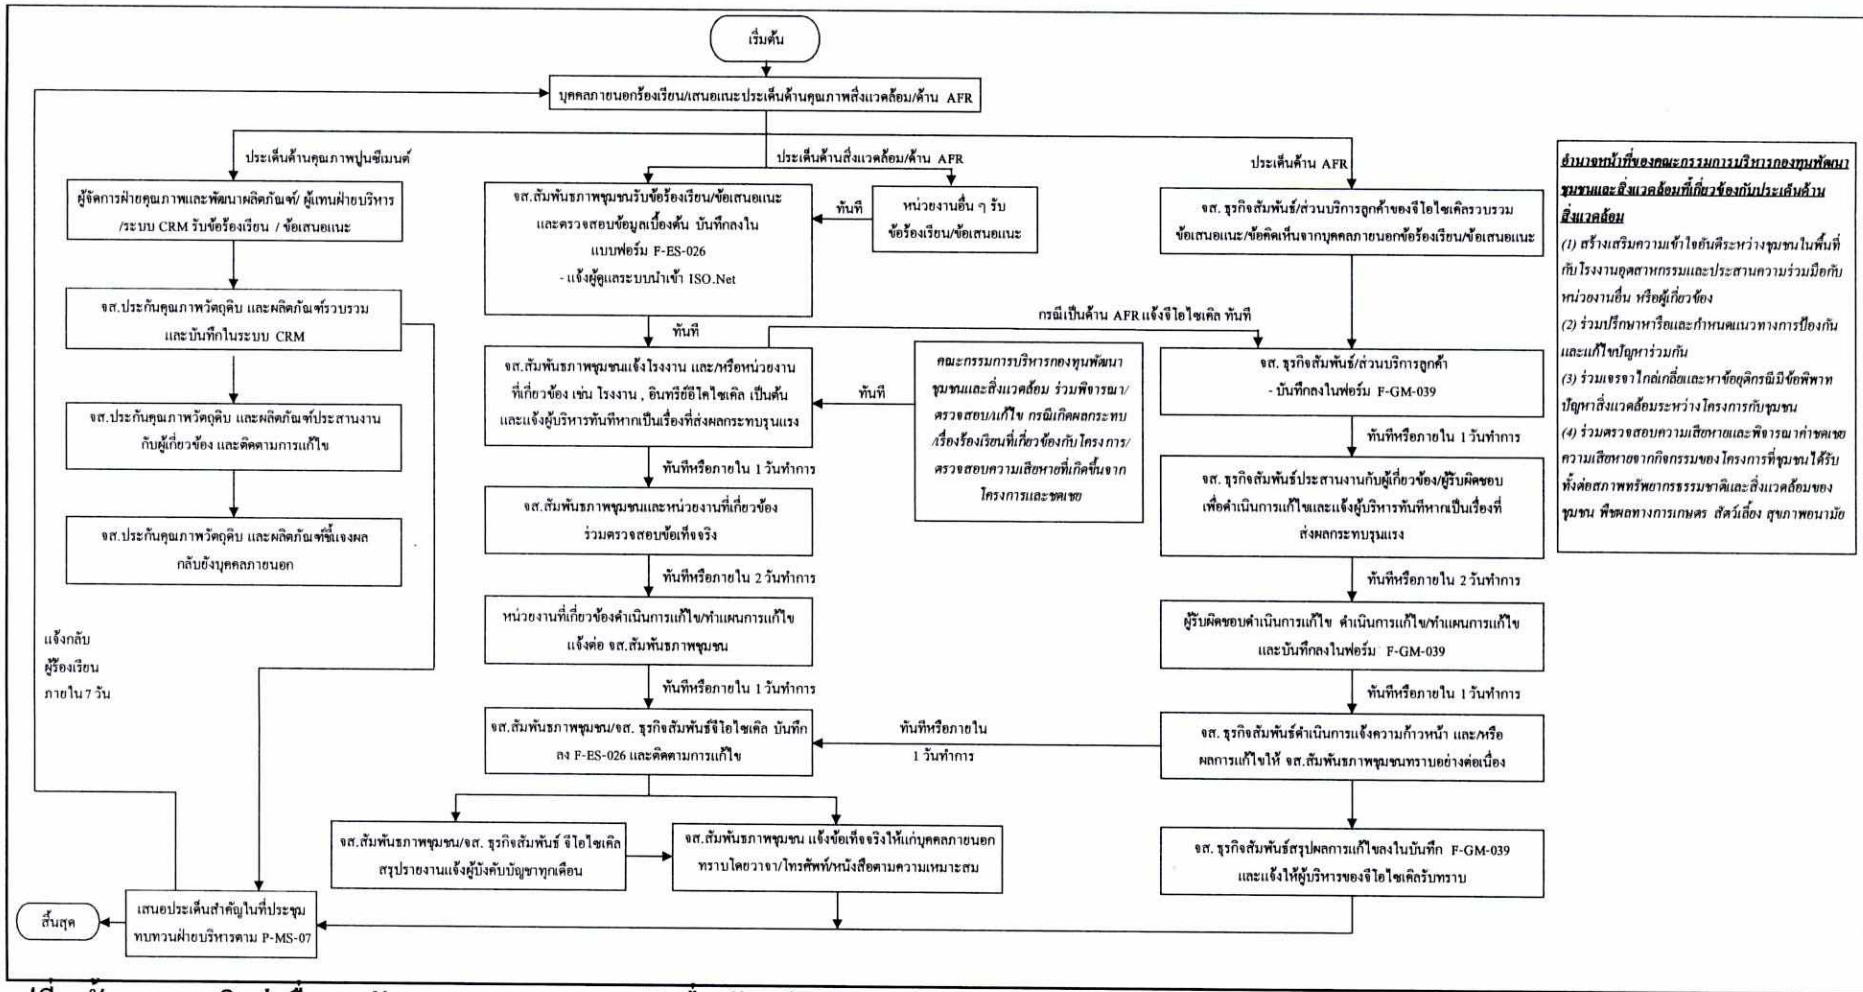 เริ่มต้น
บุคคลภายนอกร้องเรียน/เสนอแนะประเด็นด้านคุณภาพสิ่งแวดล้อม/ด้าน AFR
ประเด็นด้านคุณภาพปูนซีเมนต์
ผู้จัดการฝ่ายคุณภาพและพัฒนาผลิตภัณฑ์/ ผู้แทนฝ่ายบริหาร
/ระบบ CRM รับข้อร้องเรียน / ข้อเสนอแนะ
จส.ประกันคุณภาพวัตถุดิบ และผลิตภัณฑ์รวบรวม
และบันทึกในระบบ CRM
จส.ประกันคุณภาพวัตถุดิบ และผลิตภัณฑ์ประสานงาน
กับผู้เกี่ยวข้อง และติดตามการแก้ไข
จส.ประกันคุณภาพวัตถุดิบ และผลิตภัณฑ์ชี้แจงผล
กลับยังบุคคลภายนอก
แจ้งกลับ
ผู้ร้องเรียน
ภายใน 7 วัน
ประเด็นด้านสิ่งแวดล้อม/ด้าน AFR
จส.สัมพันธภาพชุมชนรับข้อร้องเรียน/ข้อเสนอแนะ
และตรวจสอบข้อมูลเบื้องต้น บันทึกลงใน
แบบฟอร์ม F-ES-026
- แจ้งผู้ดูแลระบบนำเข้า ISO.Net
ทันที
หน่วยงานอื่น ๆ รับ
ข้อร้องเรียน/ข้อเสนอแนะ
ทันที
จส.สัมพันธภาพชุมชนแจ้งโรงงาน และ/หรือหน่วยงาน
ที่เกี่ยวข้อง เช่น โรงงาน , อินทรีย์อีโคไซเคิล เป็นต้น
และแจ้งผู้บริหารทันทีหากเป็นเรื่องที่ส่งผลกระทบรุนแรง
ทันที
คณะกรรมการบริหารกองทุนพัฒนา
ชุมชนและสิ่งแวดล้อม ร่วมพิจารณา/
ตรวจสอบ/แก้ไข กรณีเกิดผลกระทบ
/เรื่องร้องเรียนที่เกี่ยวข้องกับโครงการ/
ตรวจสอบความเสียหายที่เกิดขึ้นจาก
โครงการและชดเชย
ทันทีหรือภายใน 1 วันทำการ
จส.สัมพันธภาพชุมชนและหน่วยงานที่เกี่ยวข้อง
ร่วมตรวจสอบข้อเท็จจริง
ทันทีหรือภายใน 2 วันทำการ
หน่วยงานที่เกี่ยวข้องดำเนินการแก้ไข/ทำแผนการแก้ไข
แจ้งต่อ จส.สัมพันธภาพชุมชน
ทันทีหรือภายใน 1 วันทำการ
จส.สัมพันธภาพชุมชน/จส. ธุรกิจสัมพันธ์จีโอไซเคิล บันทึก
ลง F-ES-026 และติดตามการแก้ไข
ทันทีหรือภายใน
1 วันทำการ
จส.สัมพันธภาพชุมชน/จส. ธุรกิจสัมพันธ์ จีโอไซเคิล
สรุปรายงานแจ้งผู้บังคับบัญชาทุกเดือน
จส.สัมพันธภาพชุมชน แจ้งข้อเท็จจริงให้แก่บุคคลภายนอก
ทราบโดยวาจา/โทรศัพท์/หนังสือตามความเหมาะสม
ประเด็นด้าน AFR
จส. ธุรกิจสัมพันธ์/ส่วนบริการลูกค้าของจีโอไซเคิลรวบรวม
ข้อเสนอแนะ/ข้อคิดเห็นจากบุคคลภายนอกข้อร้องเรียน/ข้อเสนอแนะ
กรณีเป็นด้าน AFR แจ้งจีโอไซเคิล ทันที
จส. ธุรกิจสัมพันธ์/ส่วนบริการลูกค้า
- บันทึกลงในฟอร์ม F-GM-039
ทันทีหรือภายใน 1 วันทำการ
จส. ธุรกิจสัมพันธ์ประสานงานกับผู้เกี่ยวข้อง/ผู้รับผิดชอบ
เพื่อดำเนินการแก้ไขและแจ้งผู้บริหารทันทีหากเป็นเรื่องที่
ส่งผลกระทบรุนแรง
ทันทีหรือภายใน 2 วันทำการ
ผู้รับผิดชอบดำเนินการแก้ไข ดำเนินการแก้ไข/ทำแผนการแก้ไข
และบันทึกลงในฟอร์ม F-GM-039
ทันทีหรือภายใน 1 วันทำการ
จส. ธุรกิจสัมพันธ์ดำเนินการแจ้งความก้าวหน้า และ/หรือ
ผลการแก้ไขให้ จส.สัมพันธภาพชุมชนทราบอย่างต่อเนื่อง
จส. ธุรกิจสัมพันธ์สรุปผลการแก้ไขลงในบันทึก F-GM-039
และแจ้งให้ผู้บริหารของจีโอไซเคิลรับทราบ
เสนอประเด็นสำคัญในที่ประชุม
ทบทวนฝ่ายบริหารตาม P-MS-07
สิ้นสุด
อำนาจหน้าที่ของคณะกรรมการบริหารกองทุนพัฒนา
ชุมชนและสิ่งแวดล้อมที่เกี่ยวข้องกับประเด็นด้าน
สิ่งแวดล้อม
(1) สร้างเสริมความเข้าใจอันดีระหว่างชุมชนในพื้นที่
กับโรงงานอุตสาหกรรมและประสานความร่วมมือกับ
หน่วยงานอื่น หรือผู้เกี่ยวข้อง
(2) ร่วมปรึกษาหารือและกำหนดแนวทางการป้องกัน
และแก้ไขปัญหาร่วมกัน
(3) ร่วมเจรจาไกล่เกลี่ยและหาข้อยุติกรณีมีข้อพิพาท
ปัญหาสิ่งแวดล้อมระหว่างโครงการกับชุมชน
(4) ร่วมตรวจสอบความเสียหายและพิจารณาค่าชดเชย
ความเสียหายจากกิจกรรมของโครงการที่ชุมชนได้รับ
ทั้งต่อสภาพทรัพยากรธรรมชาติและสิ่งแวดล้อมของ
ชุมชน พืชผลทางการเกษตร สัตว์เลี้ยง สุขภาพอนามัย